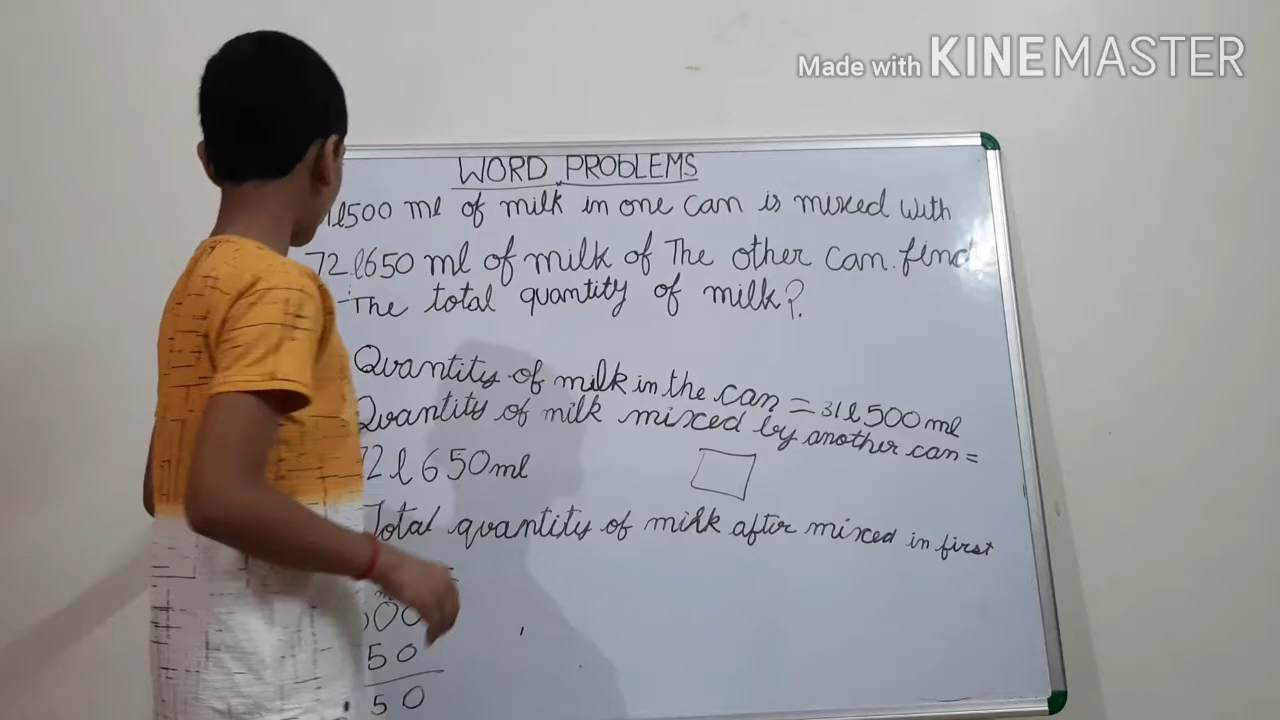 Made with KINEMASTER
WORD PROBLEMS
l500 ml of milk in one can is mixed with
72 l650 ml of milk of The other can. find
The total quantity of milk?
Quantity of milk in the can = 31 l 500 ml
Quantity of milk mixed by another can =
72 l 650 ml
Total quantity of milk after mixed in first
00
50
50